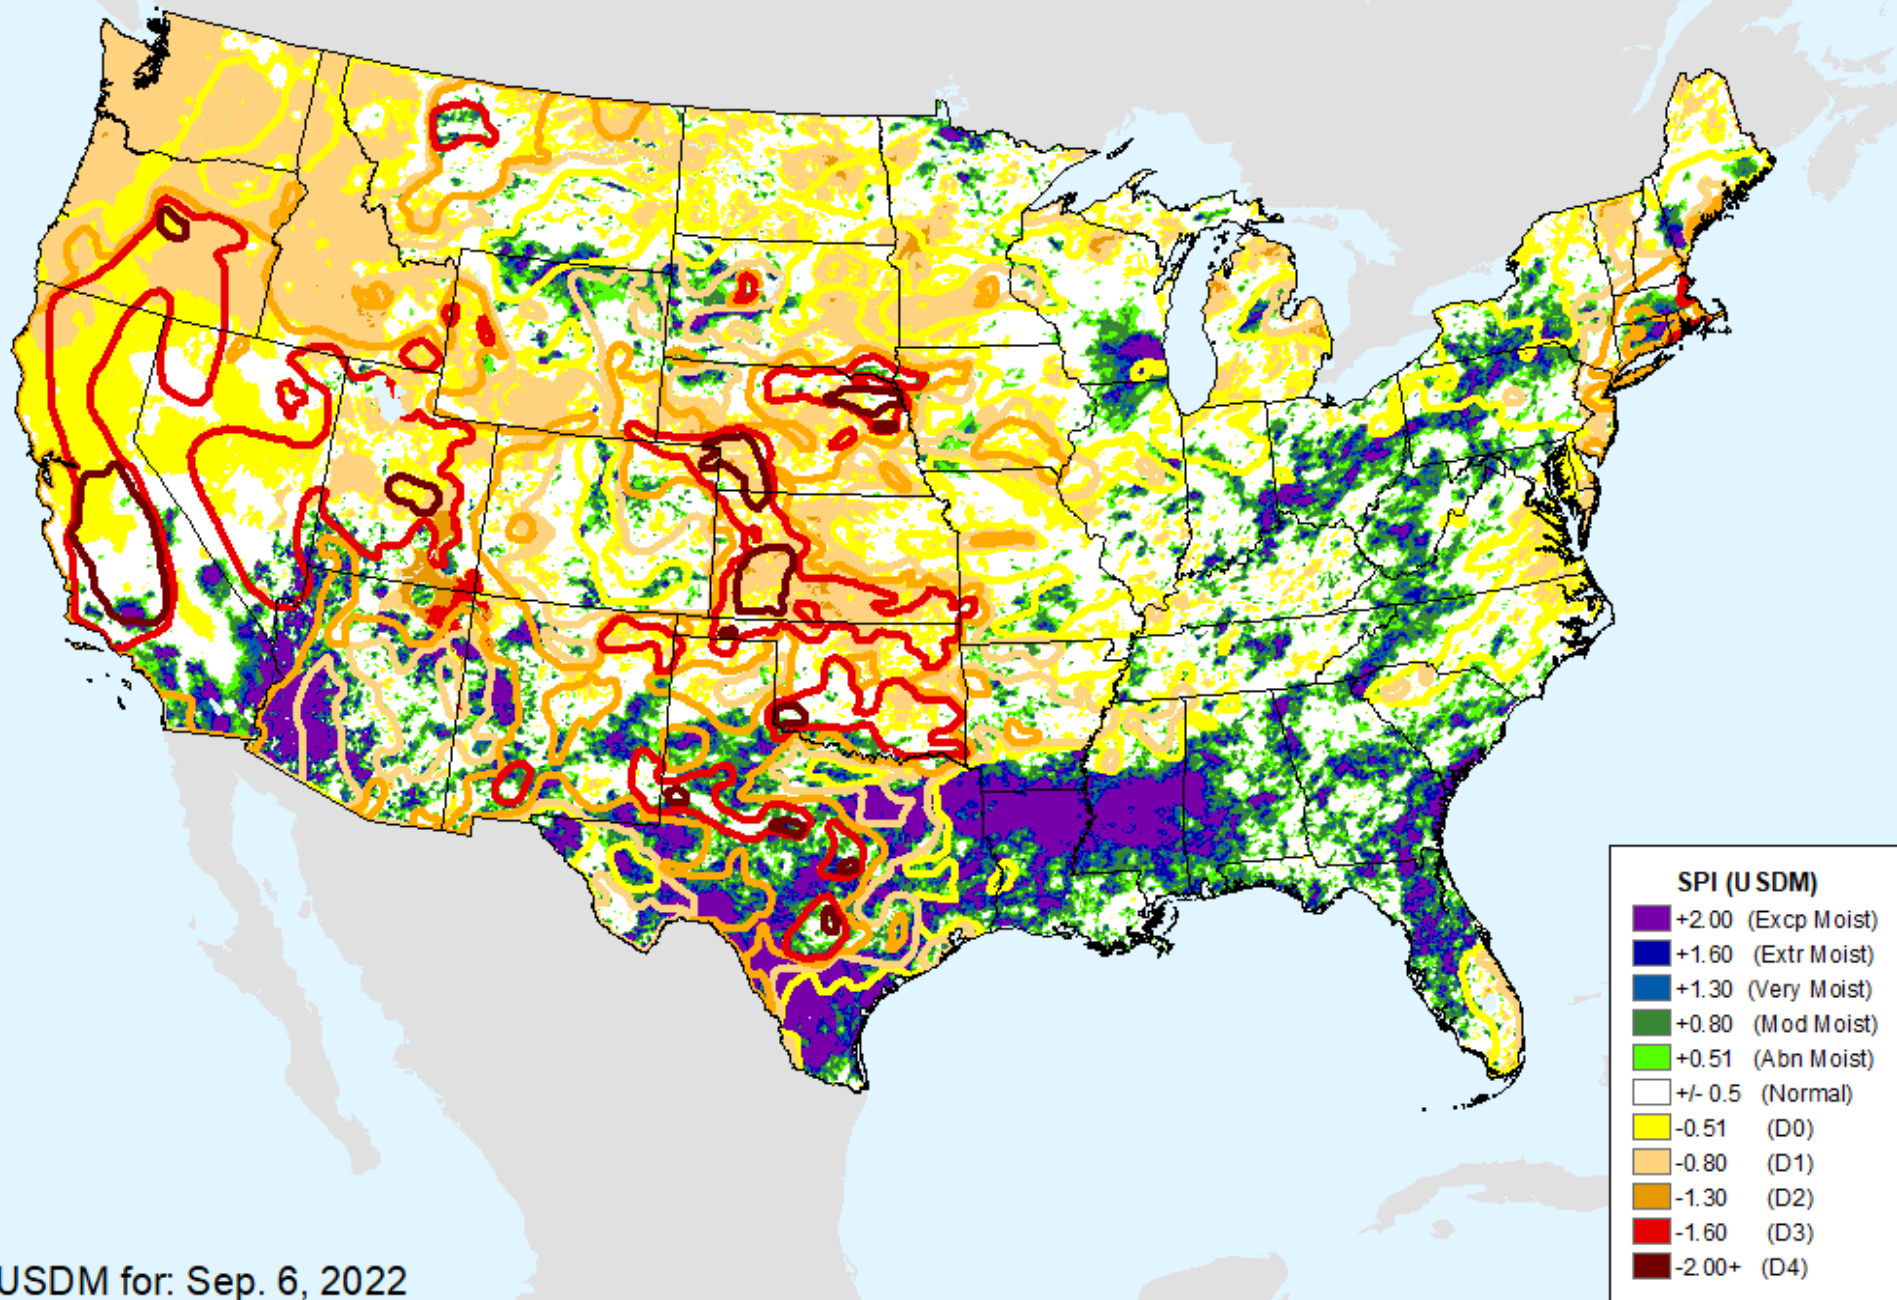 SPI (USDM)
+2.00 (Excp Moist)
+1.60 (Extr Moist)
+1.30 (Very Moist)
+0.80 (Mod Moist)
+0.51 (Abn Moist)
+/- 0.5 (Normal)
-0.51 (D0)
-0.80 (D1)
-1.30 (D2)
-1.60 (D3)
-2.00+ (D4)
USDM for: Sep. 6, 2022